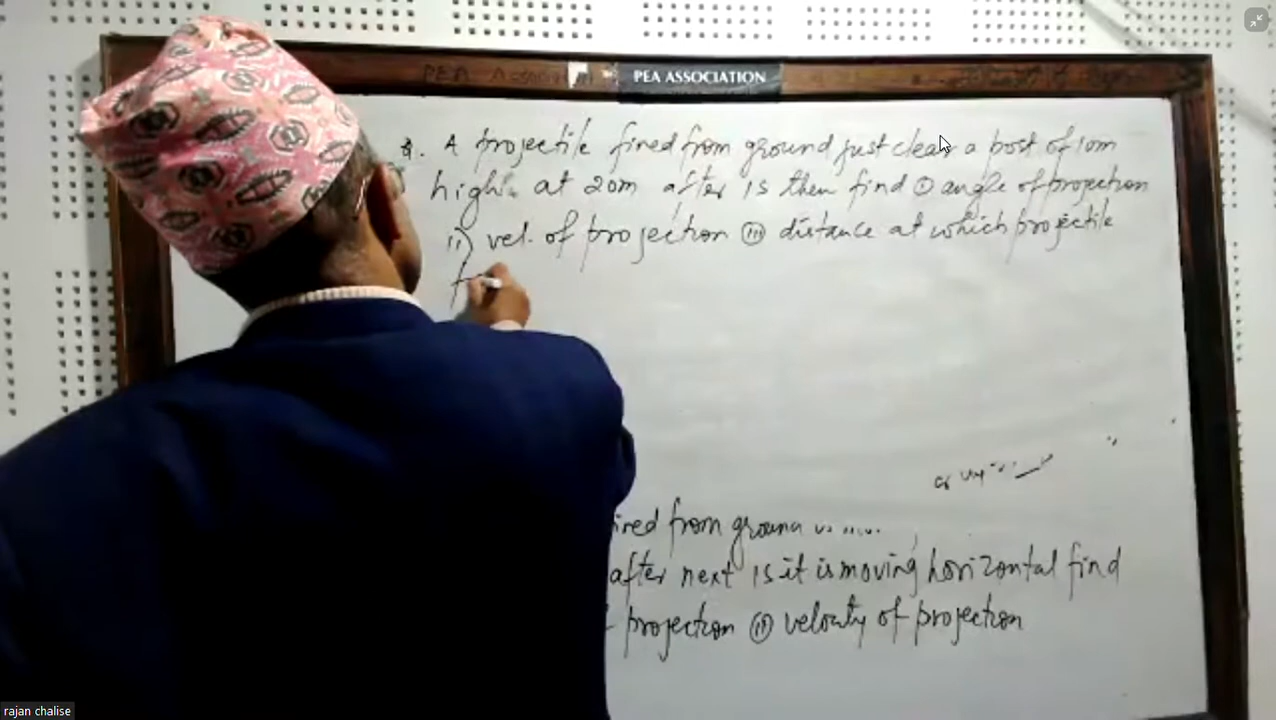 PEA ASSOCIATION
Q. A projectile fired from ground just clear a post of 10m
high. at 20m after 1s then find ① angle of projection
ii) vel. of projection ⅲ distance at which projectile
f
ired from ground
after next 1s it is moving horizontal find
projection ⅱ velocity of projection
rajan chalise